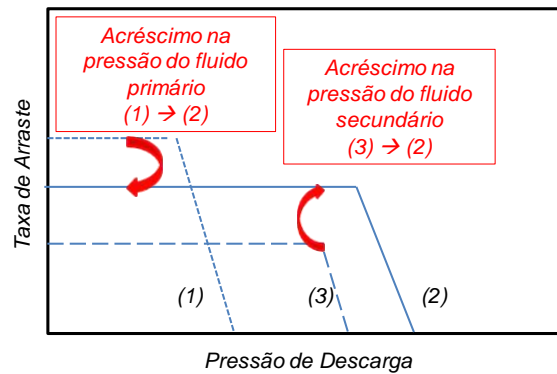 Acréscimo na
pressão do fluido
primário
(1) → (2)
Acréscimo na
pressão do fluido
secundário
(3) → (2)
Taxa de Arraste
(1)
(3)
(2)
Pressão de Descarga